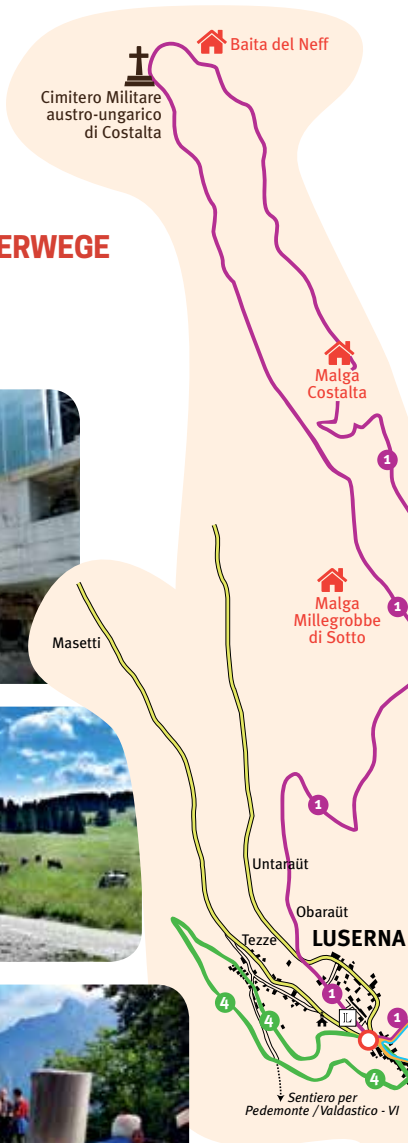 Baita del Neff
Cimitero Militare
austro-ungarico
di Costalta
ERWEGE
Malga
Costalta
1
1
Malga
Millegrobbe
di Sotto
Masetti
1
Untaraüt
Obaraüt
Tezze
LUSERNA
1
1
4
4
4
Sentiero per
Pedemonte / Valdastico - VI